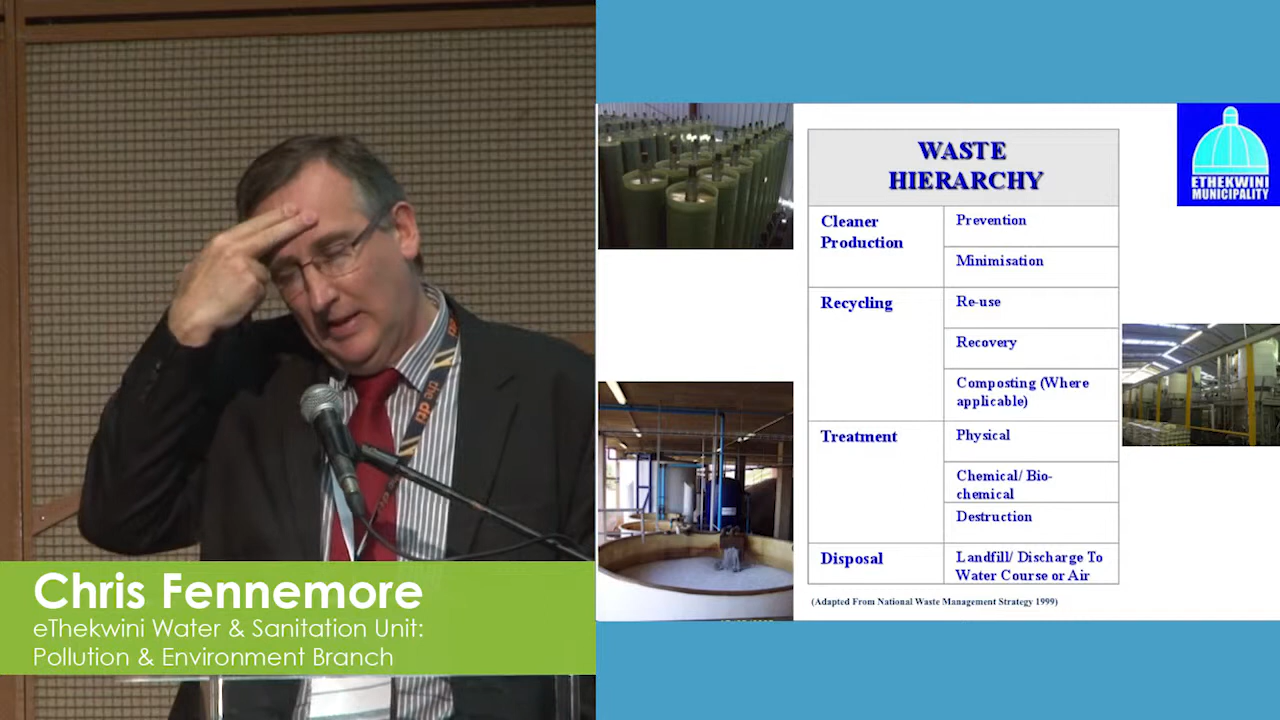 Chris Fennemore
eThekwini Water & Sanitation Unit:
Pollution & Environment Branch
the dti
WASTE
HIERARCHY
Cleaner
Production
Prevention
Minimisation
Recycling
Re-use
Recovery
Composting (Where
applicable)
Treatment
Physical
Chemical/ Bio-
chemical
Destruction
Disposal
Landfill/ Discharge To
Water Course or Air
(Adapted From National Waste Management Strategy 1999)
ETHEKWINI
MUNICIPALITY